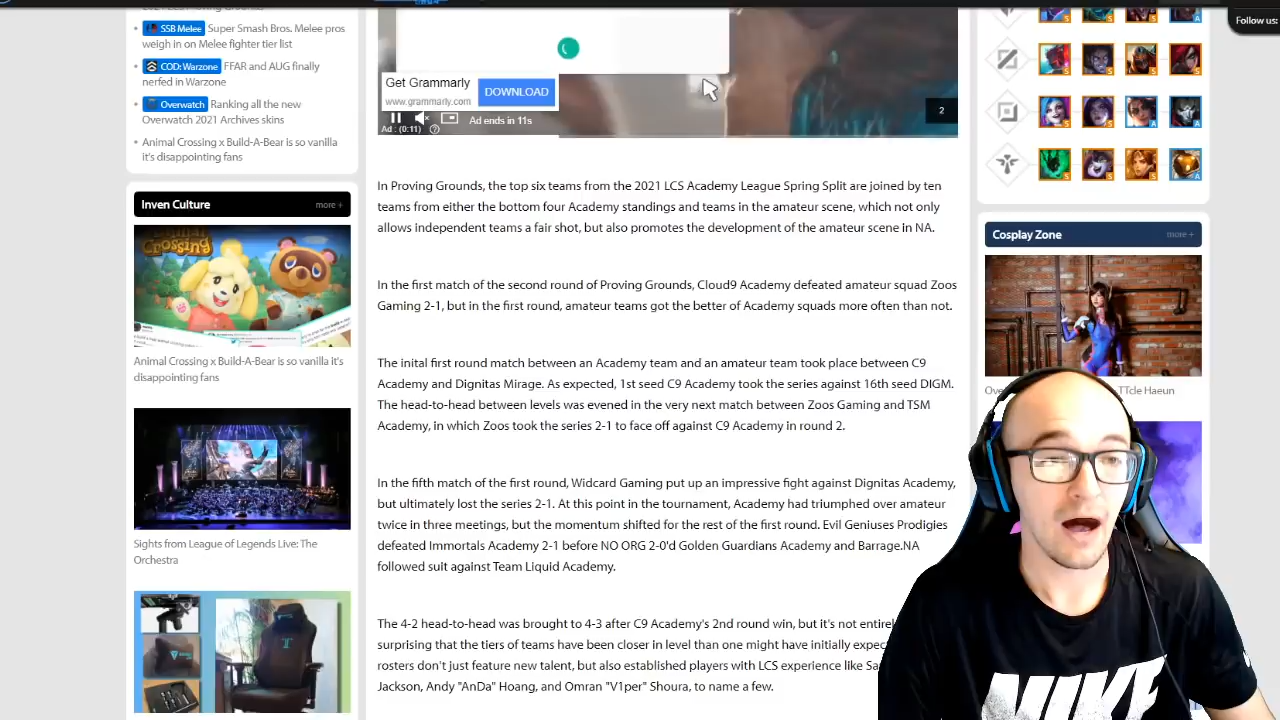 SSB Melee Super Smash Bros. Melee pros
weigh in on Melee fighter tier list
COD: Warzone FFAR and AUG finally
nerfed in Warzone
Overwatch Ranking all the new
Overwatch 2021 Archives skins
Animal Crossing x Build-A-Bear is so vanilla
it's disappointing fans
Inven Culture more +
ANIMAL
CROSSING
Animal Crossing x Build-A-Bear is so vanilla it's
disappointing fans
Sights from League of Legends Live: The
Orchestra
Get Grammarly
www.grammarly.com
DOWNLOAD
Ad : (0:11)
Ad ends in 11s
2
In Proving Grounds, the top six teams from the 2021 LCS Academy League Spring Split are joined by ten
teams from either the bottom four Academy standings and teams in the amateur scene, which not only
allows independent teams a fair shot, but also promotes the development of the amateur scene in NA.
In the first match of the second round of Proving Grounds, Cloud9 Academy defeated amateur squad Zoos
Gaming 2-1, but in the first round, amateur teams got the better of Academy squads more often than not.
The inital first round match between an Academy team and an amateur team took place between C9
Academy and Dignitas Mirage. As expected, 1st seed C9 Academy took the series against 16th seed DIGM.
The head-to-head between levels was evened in the very next match between Zoos Gaming and TSM
Academy, in which Zoos took the series 2-1 to face off against C9 Academy in round 2.
In the fifth match of the first round, Widcard Gaming put up an impressive fight against Dignitas Academy,
but ultimately lost the series 2-1. At this point in the tournament, Academy had triumphed over amateur
twice in three meetings, but the momentum shifted for the rest of the first round. Evil Geniuses Prodigies
defeated Immortals Academy 2-1 before NO ORG 2-0'd Golden Guardians Academy and Barrage.NA
followed suit against Team Liquid Academy.
The 4-2 head-to-head was brought to 4-3 after C9 Academy's 2nd round win, but it's not entirel
surprising that the tiers of teams have been closer in level than one might have initially expec
rosters don't just feature new talent, but also established players with LCS experience like Sa
Jackson, Andy "AnDa" Hoang, and Omran "V1per" Shoura, to name a few.
Follow us:
S S S A
S S S S
S S A A
S S S A
Cosplay Zone more +
TTcle Haeun
NIKE